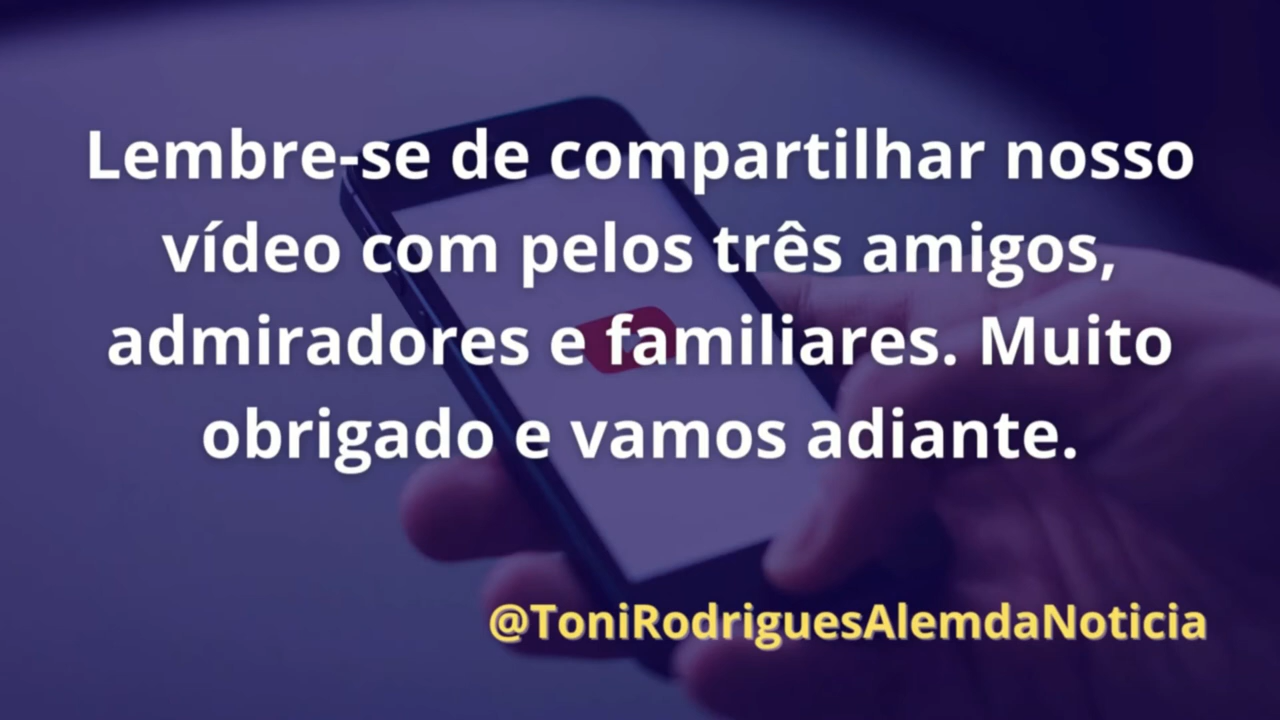 Lembre-se de compartilhar nosso
vídeo com pelos três amigos,
admiradores e familiares. Muito
obrigado e vamos adiante.
@ToniRodriguesAlemdaNoticia